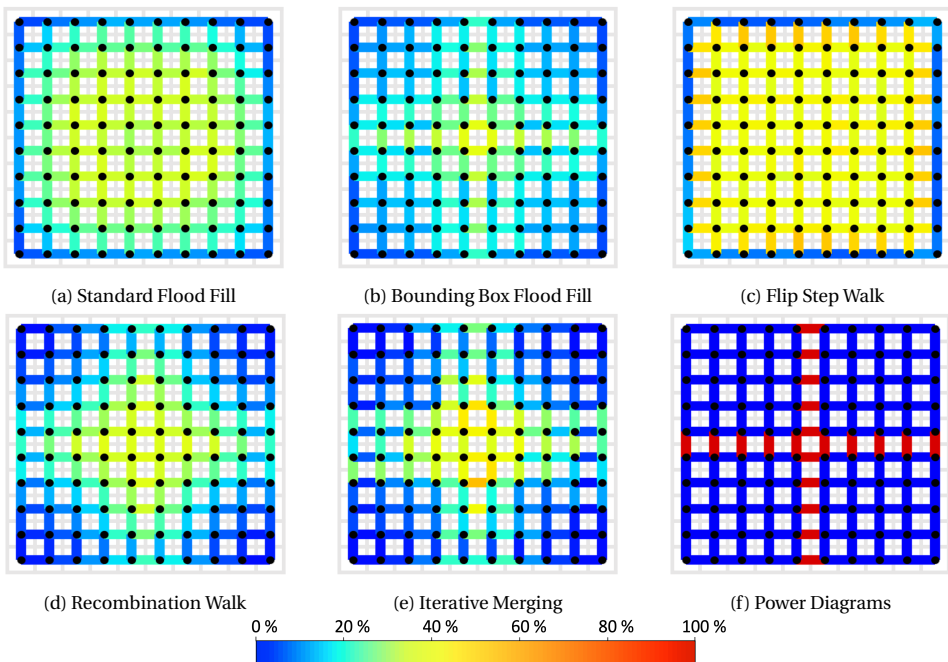 (a) Standard Flood Fill
(b) Bounding Box Flood Fill
(c) Flip Step Walk
(d) Recombination Walk
(e) Iterative Merging
(f) Power Diagrams
0 % 20 % 40 % 60 % 80 % 100 %